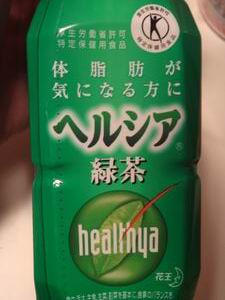 厚生労働省許可
特定保健用食品
体脂肪が
気になる方に
ヘルシア®
緑茶
healthya
花王